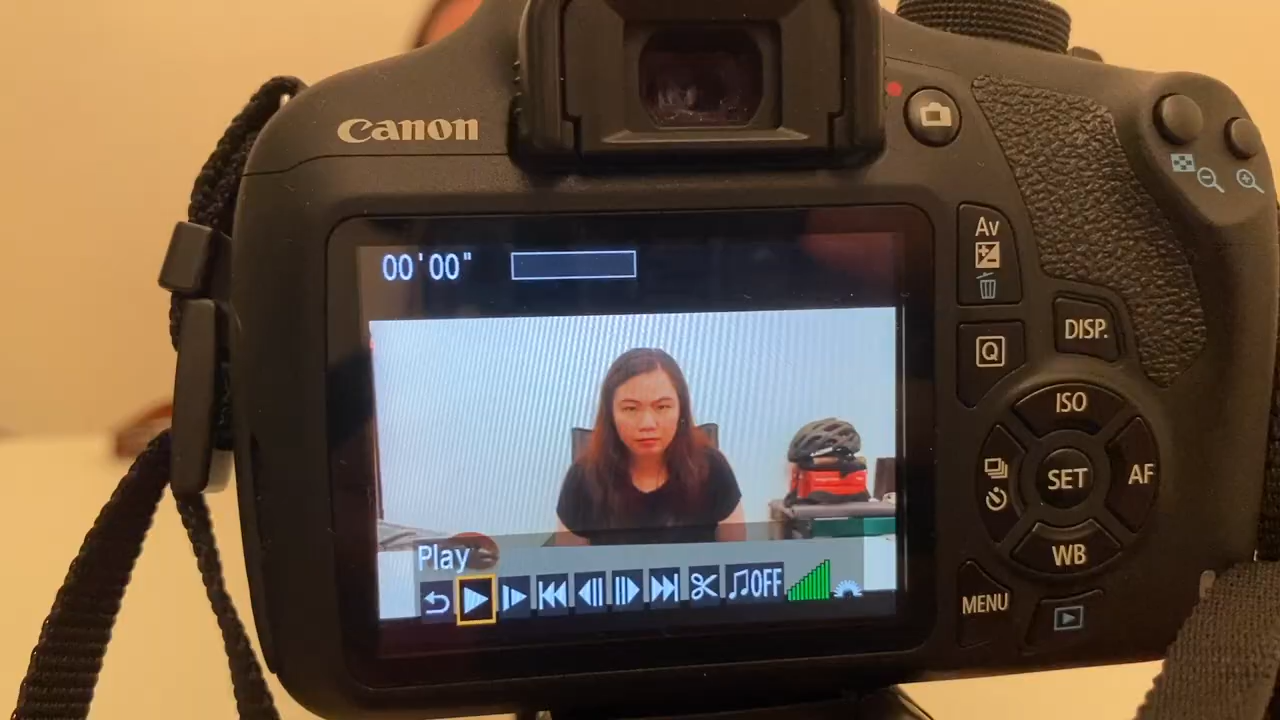 Canon
00'00"
Av
Q
DISP.
ISO
SET
AF
WB
MENU
Play
OFF